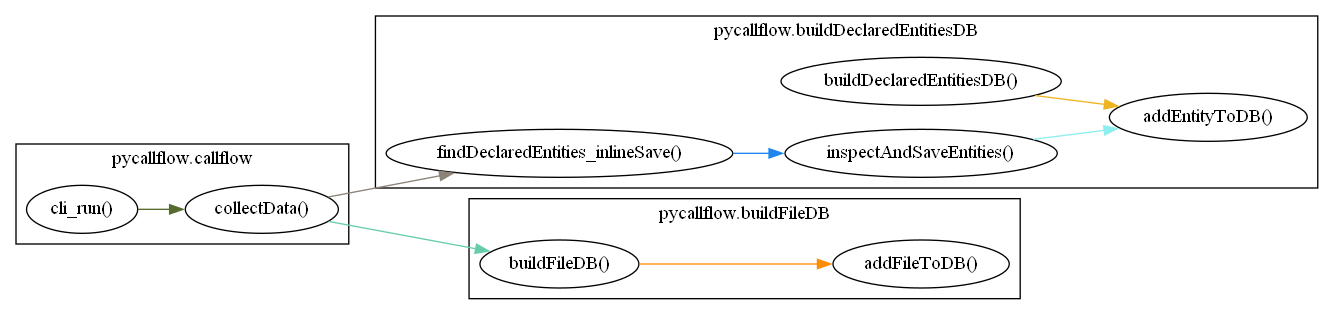 pycallflow.buildDeclaredEntitiesDB
buildDeclaredEntitiesDB()
addEntityToDB()
findDeclaredEntities_inlineSave()
inspectAndSaveEntities()
pycallflow.callflow
cli_run()
collectData()
pycallflow.buildFileDB
buildFileDB()
addFileToDB()